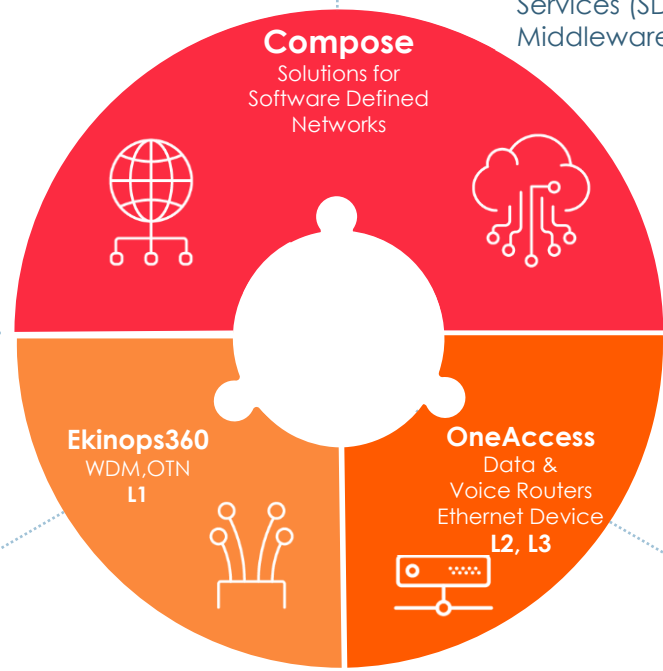 Services (SD
Middleware
Compose
Solutions for
Software Defined
Networks
Ekinops360
WDM,OTN
L1
OneAccess
Data &
Voice Routers
Ethernet Device
L2, L3